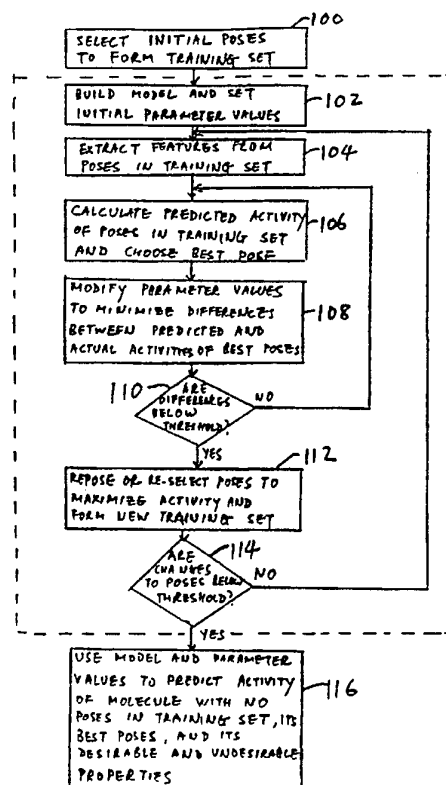 100
SELECT INITIAL POSES
TO FORM TRAINING SET
BUILD MODEL AND SET
INITIAL PARAMETER VALUES
102
EXTRACT FEATURES FROM
POSES IN TRAINING SET
104
CALCULATE PREDICTED ACTIVITY
OF POSES IN TRAINING SET
AND CHOOSE BEST POSE
106
MODIFY PARAMETER VALUES
TO MINIMIZE DIFFERENCES
BETWEEN PREDICTED AND
ACTUAL ACTIVITIES OF BEST POSES
108
110
ARE
DIFFERENCES
BELOW
THRESHOLD?
NO
YES
112
REPOSE OR RE-SELECT POSES TO
MAXIMIZE ACTIVITY AND
FORM NEW TRAINING SET
114
ARE
CHANGES
TO POSES BELOW
THRESHOLD?
NO
YES
USE MODEL AND PARAMETER
VALUES TO PREDICT ACTIVITY
OF MOLECULE WITH NO
POSES IN TRAINING SET, ITS
BEST POSES, AND ITS
DESIRABLE AND UNDESIRABLE
PROPERTIES
116